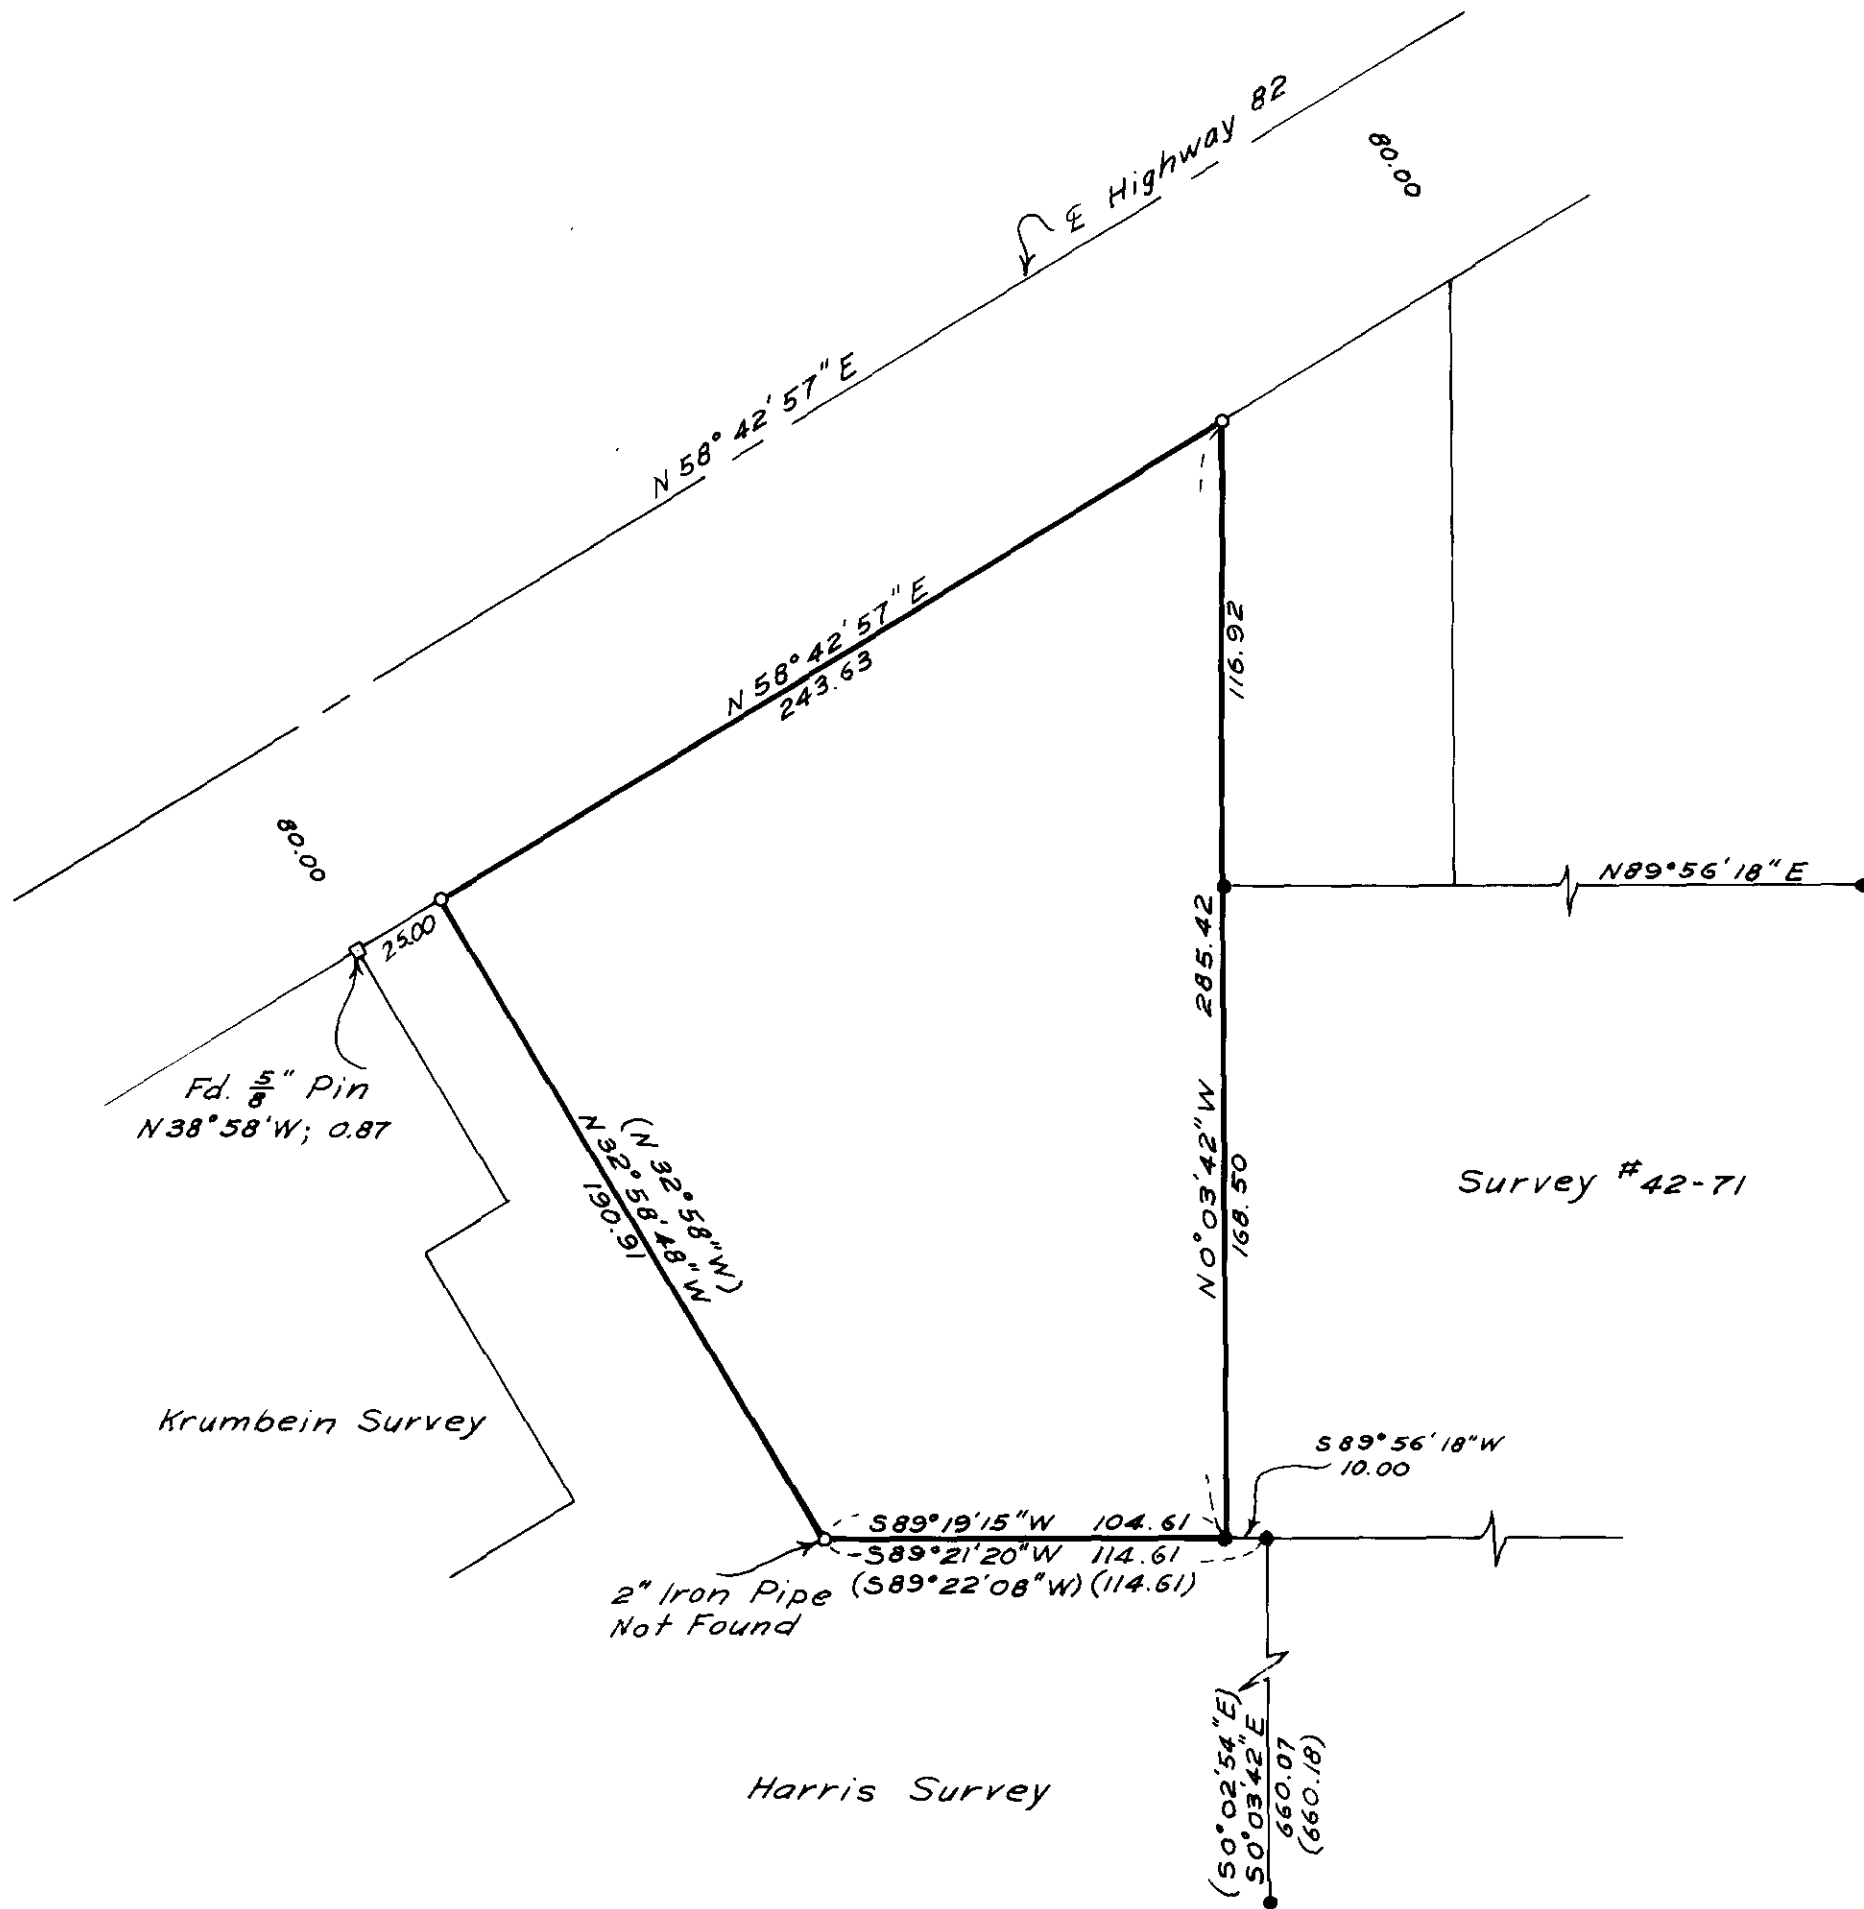 ℄ Highway 82
80.00
N 58° 42' 57" E
N 58° 42' 57" E
243.63
116.92
80.00
25.00
N89°56'18"E
285.42
N0°03'42"W
168.50
Fd. 5/8" Pin
N38°58'W; 0.87
(N 32°58"W)
N32°58'48"W
190.91
Survey #42-71
Krumbein Survey
S89°56'18"W
10.00
S89°19'15"W 104.61
S89°21'20"W 114.61
(S89°22'08"W) (114.61)
2" Iron Pipe
Not Found
(S0°02'54"E)
S0°03'42"E
660.07
(660.18)
Harris Survey